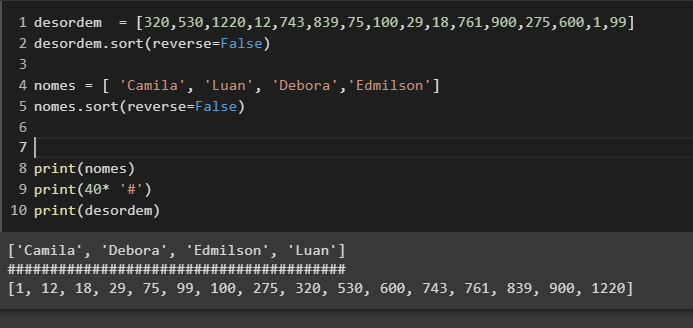 1 desordem  = [320,530,1220,12,743,839,75,100,29,18,761,900,275,600,1,99]
2 desordem.sort(reverse=False)
3
4 nomes = [ 'Camila', 'Luan', 'Debora','Edmilson']
5 nomes.sort(reverse=False)
6
7
8 print(nomes)
9 print(40* '#')
10 print(desordem)
['Camila', 'Debora', 'Edmilson', 'Luan']
########################################
[1, 12, 18, 29, 75, 99, 100, 275, 320, 530, 600, 743, 761, 839, 900, 1220]